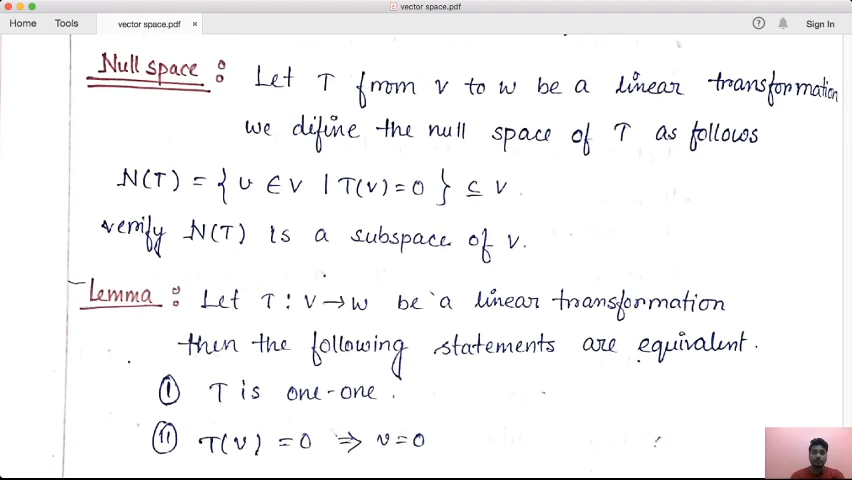 vector space.pdf
Home Tools vector space.pdf × Sign In
Null space : Let T from V to W be a linear transformation
we difine the null space of T as follows
N(T) = { v ∈ V | T(v) = 0 } ⊆ V.
verify N(T) is a subspace of V.
Lemma : Let T : V → W be a linear transformation
then the following statements are equivalent.
(I) T is one-one.
(II) T(v) = 0 ⇒ v = 0